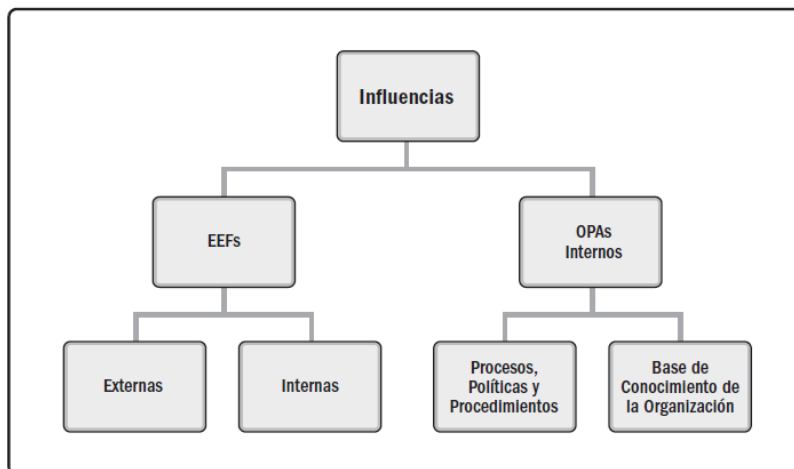 Influencias
EEFs
OPAs
Internos
Externas
Internas
Procesos,
Políticas y
Procedimientos
Base de
Conocimiento de
la Organización